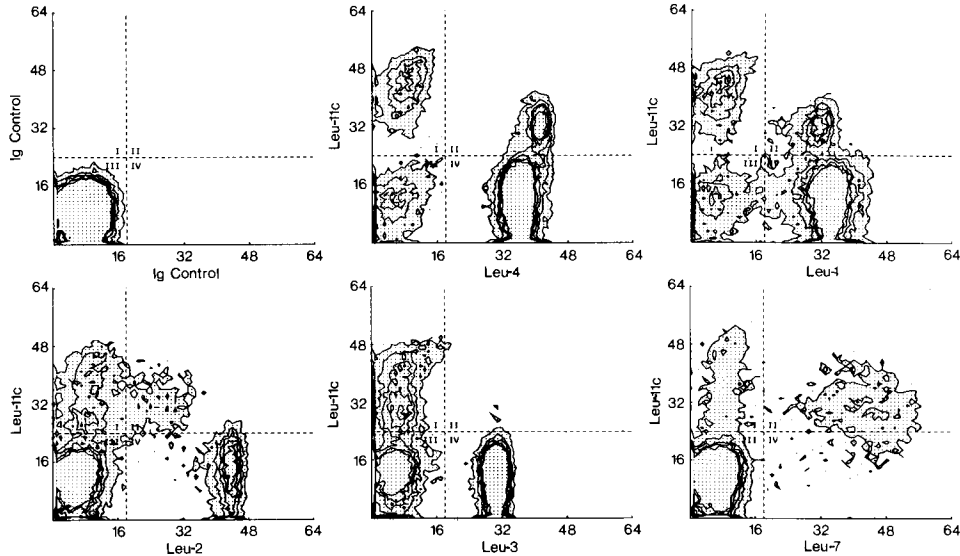 64
48
32
16
Ig Control
I II
III IV
16 32 48 64
Ig Control
64
48
32
16
Leu-11c
I II
IV
16 32 48 64
Leu-4
64
48
32
16
Leu-11c
I I II
III
16 32 48 64
Leu-1
64
48
32
16
Leu-11c
16 32 48 64
Leu-2
64
48
32
16
Leu-11c
I II
III IV
16 32 48 64
Leu-3
64
48
32
16
Leu-11c
I II
III IV
16 32 48 64
Leu-7